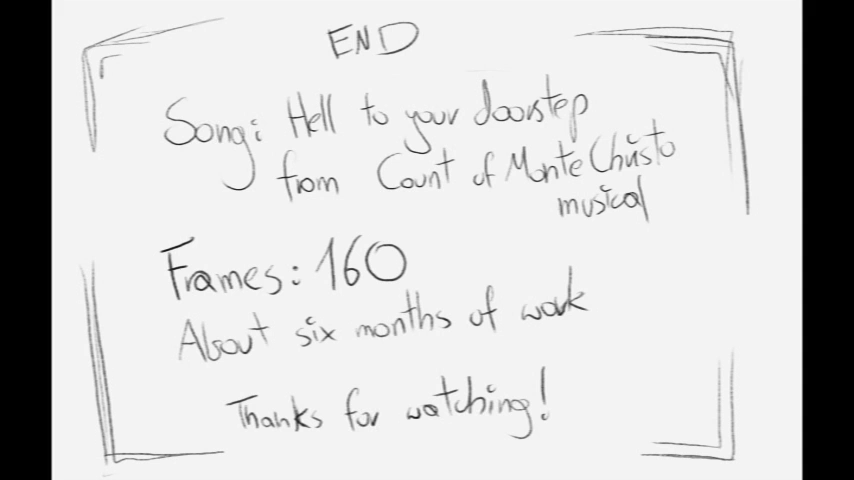 END
Song: Hell to your doorstep
from Count of Monte Christo
musical
Frames: 160
About six months of work
Thanks for watching!